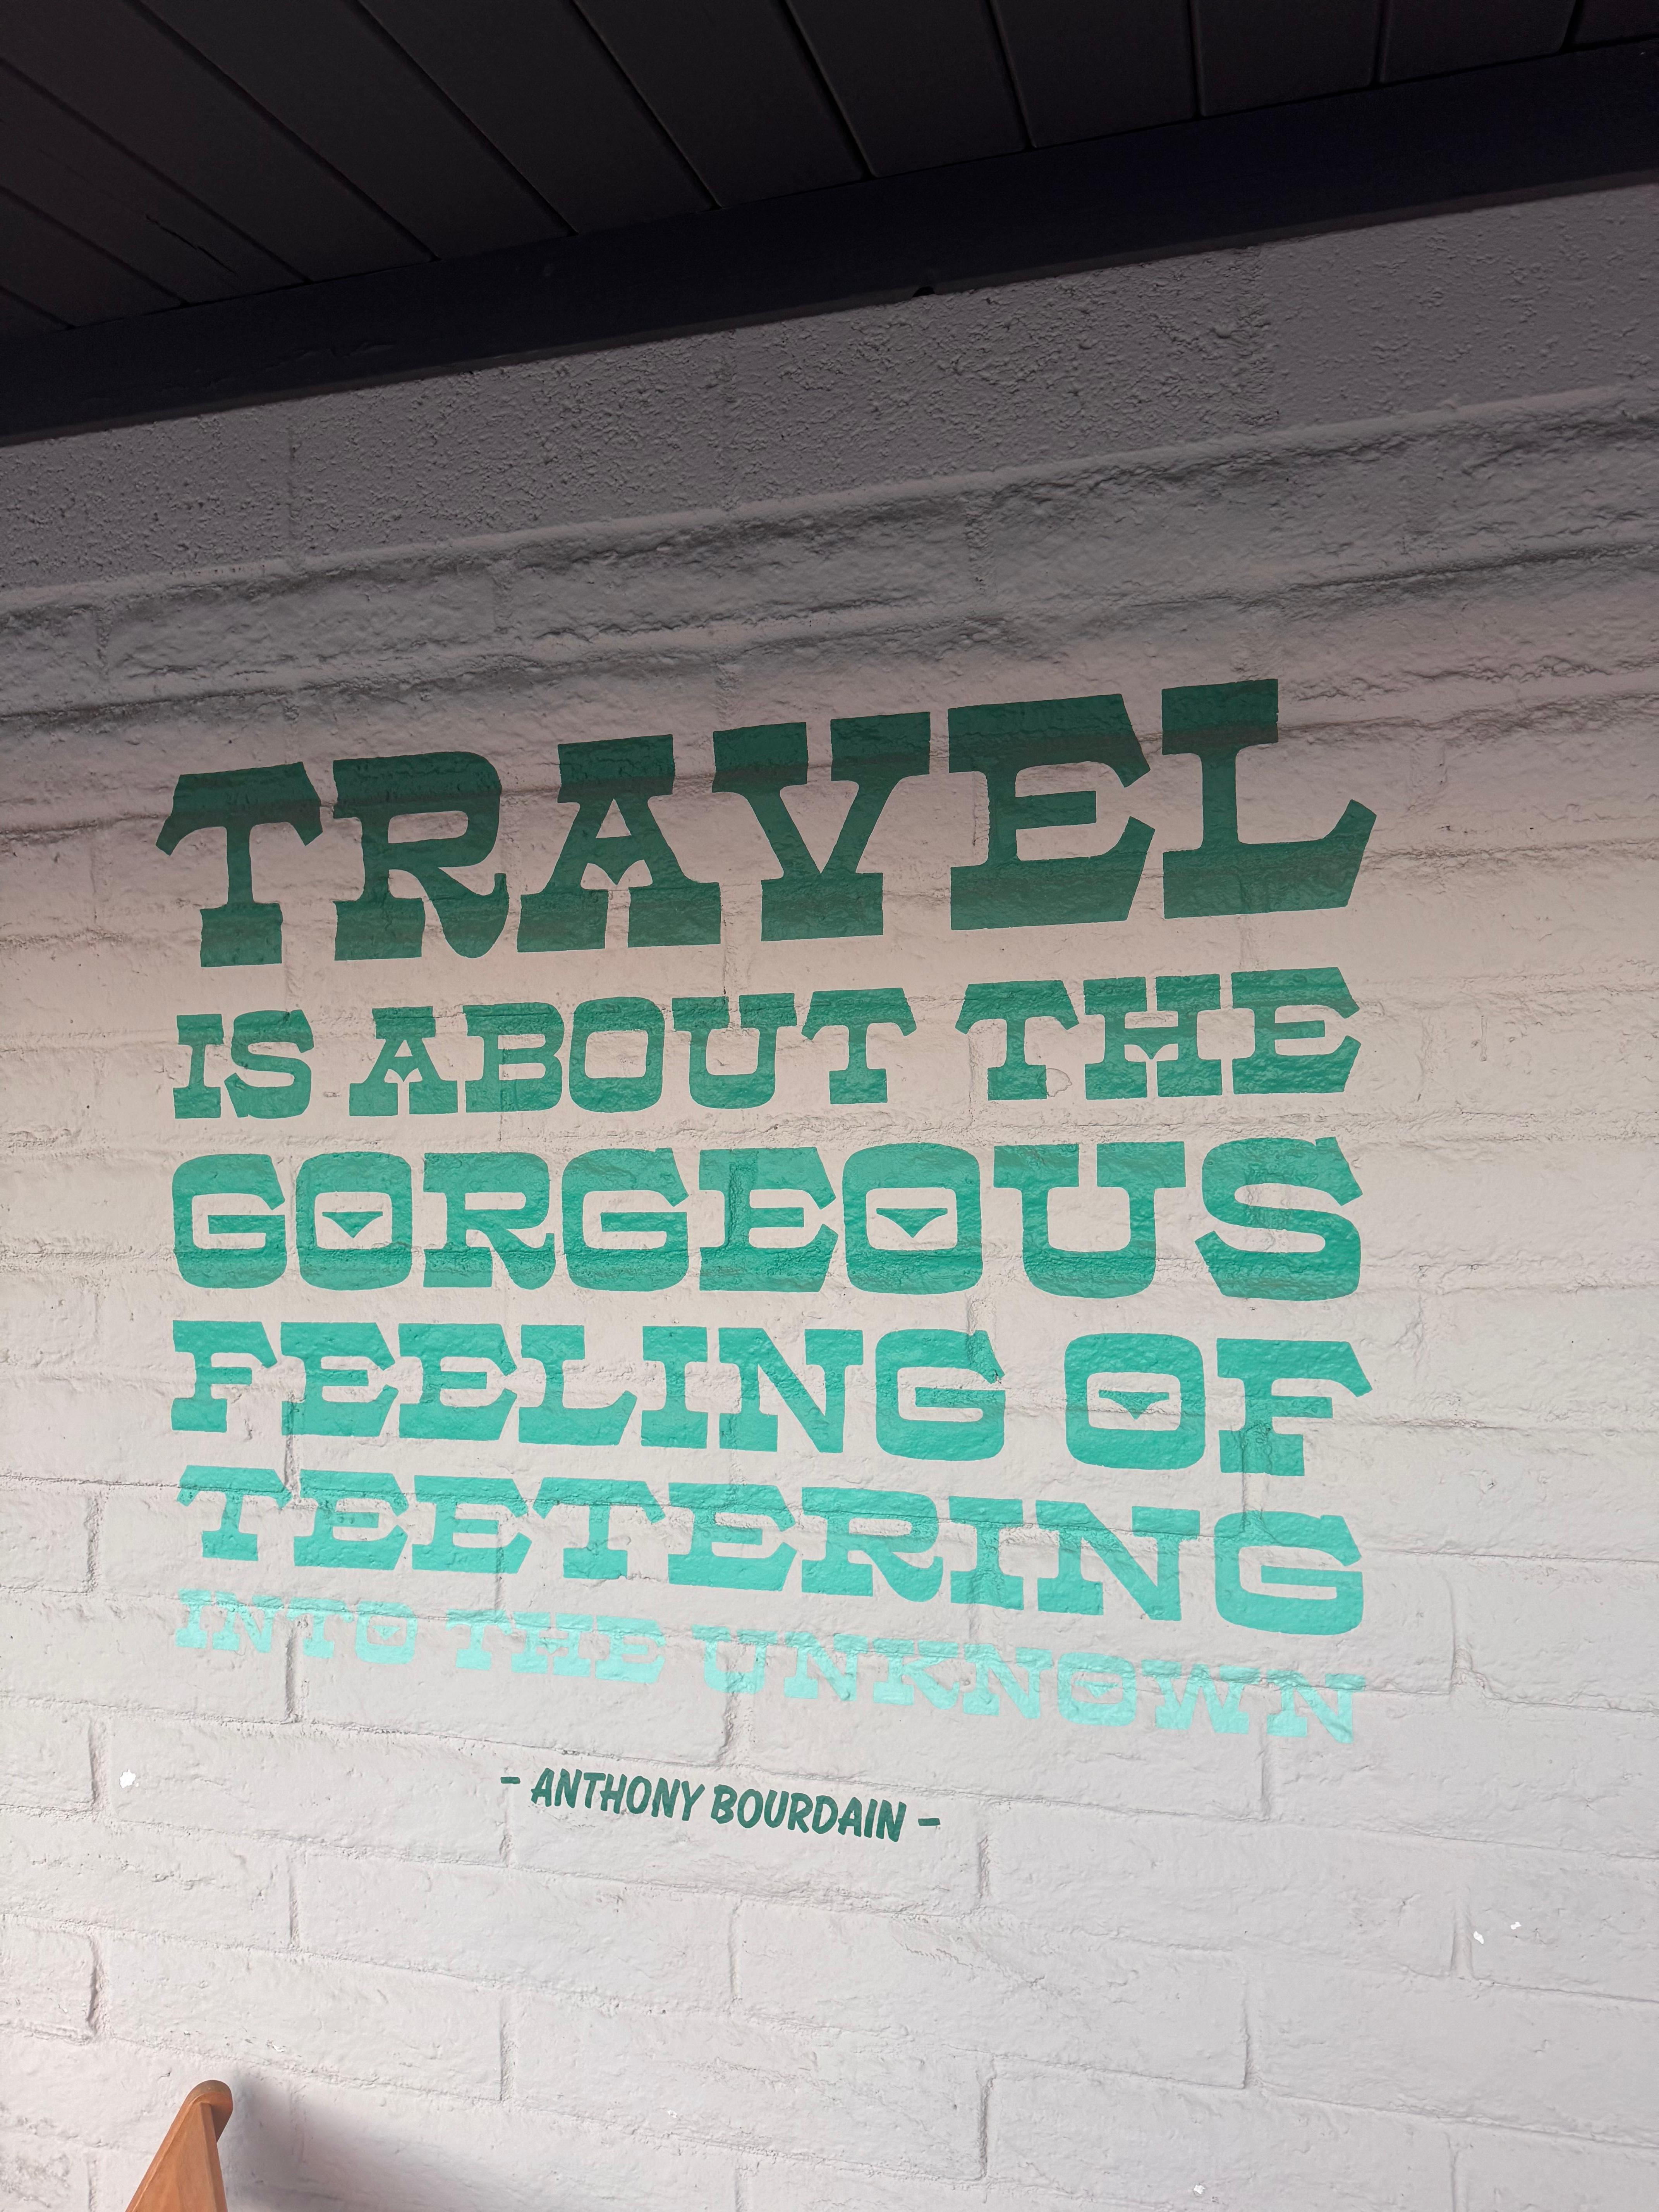 TRAVEL
IS ABOUT THE
GORGEOUS
FEELING OF
TEETERING
INTO THE UNKNOWN
- ANTHONY BOURDAIN -